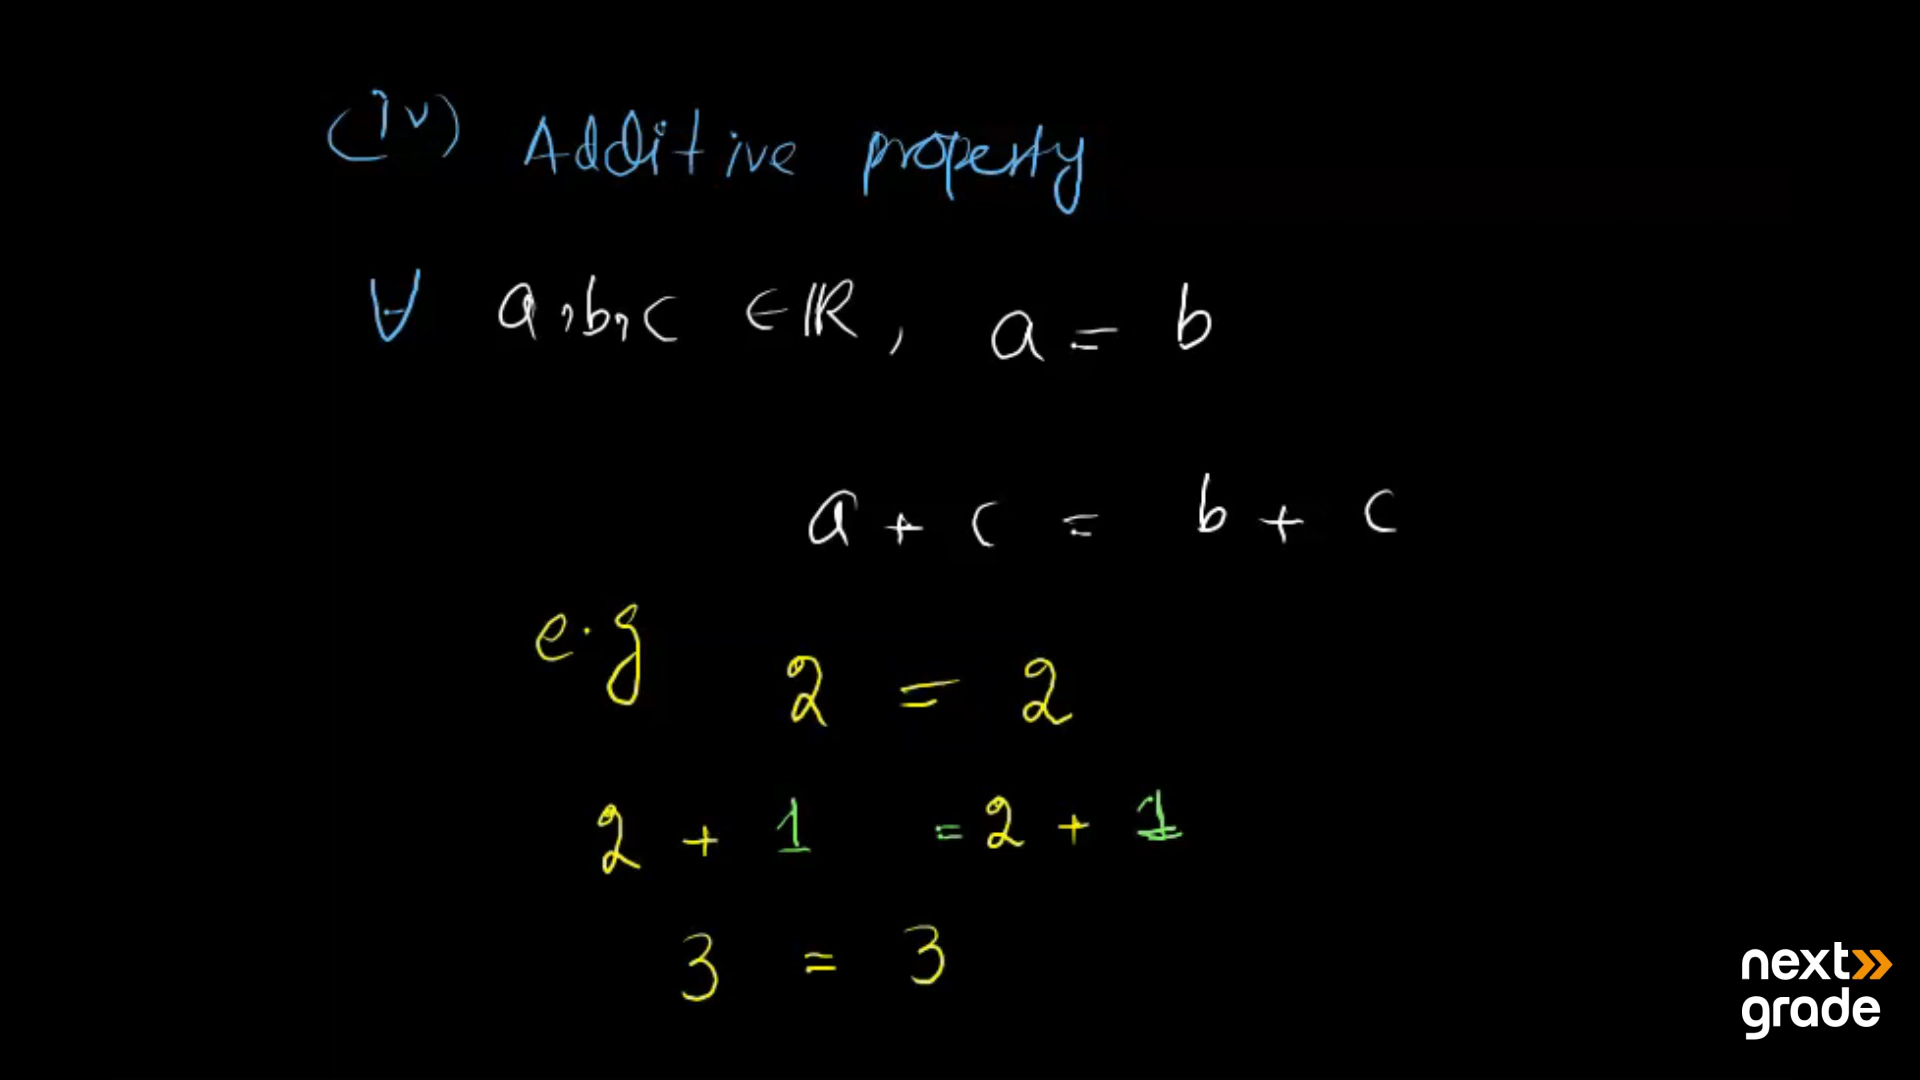 (iv) Additive property
∀ a, b, c ∈ ℝ, a = b
a + c = b + c
e.g
2 = 2
2 + 1 = 2 + 1
3 = 3
next
grade